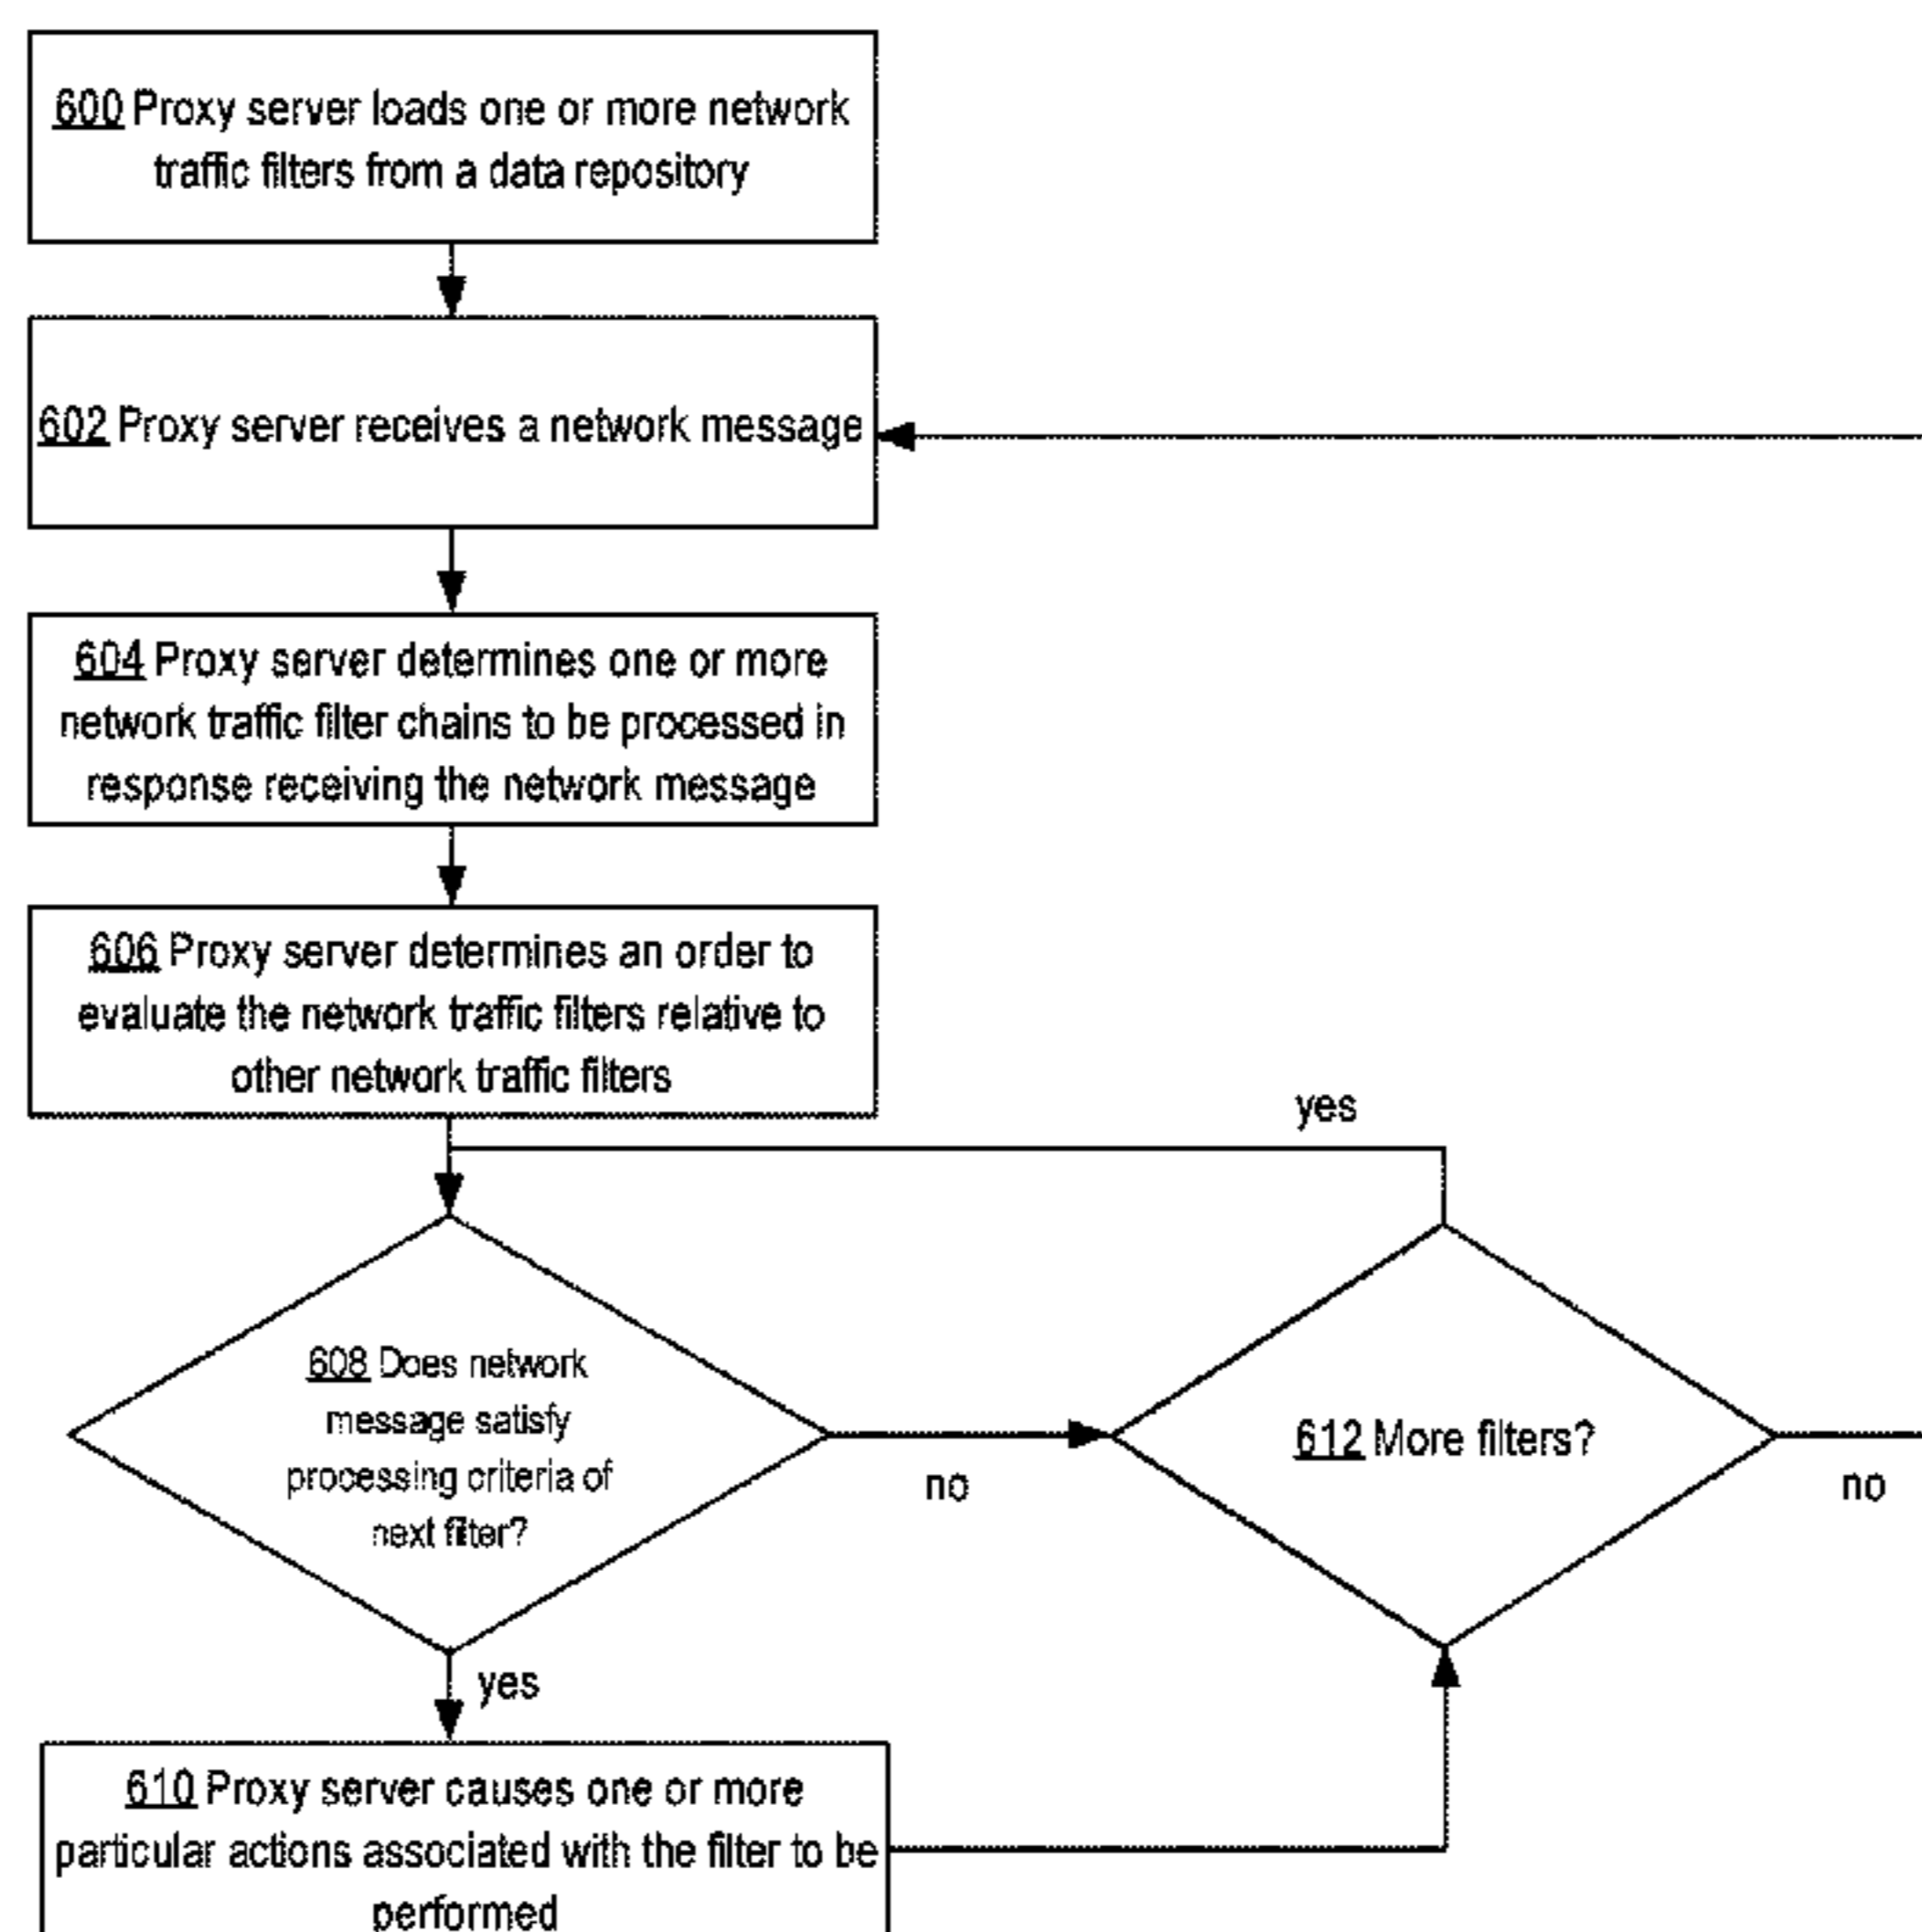 600 Proxy server loads one or more network
traffic filters from a data repository
602 Proxy server receives a network message
604 Proxy server determines one or more
network traffic filter chains to be processed in
response receiving the network message
606 Proxy server determines an order to
evaluate the network traffic filters relative to
other network traffic filters
yes
608 Does network
message satisfy
processing criteria of
next filter?
no
612 More filters?
no
yes
610 Proxy server causes one or more
particular actions associated with the filter to be
performed